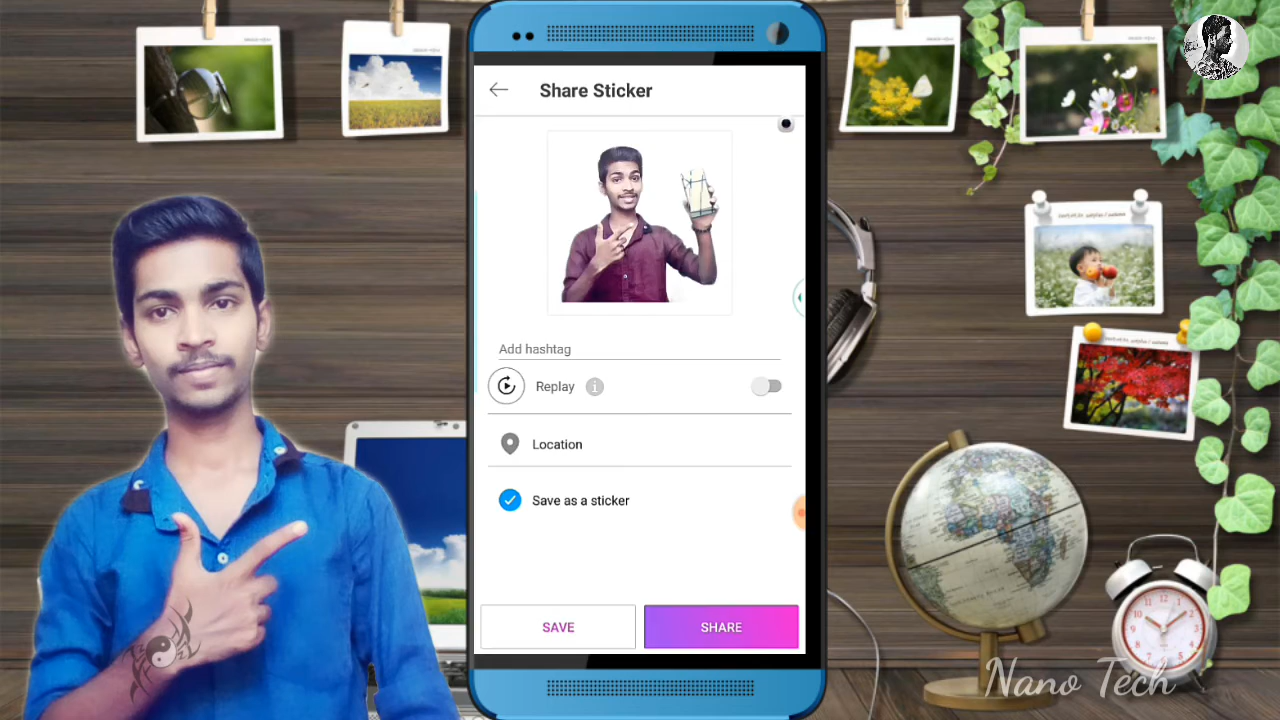 Share Sticker
Add hashtag
Replay
Location
Save as a sticker
SAVE
SHARE
Nano Tech